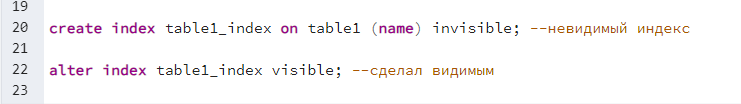 19
20 create index table1_index on table1 (name) invisible; --невидимый индекс
21
22 alter index table1_index visible; --сделал видимым
23